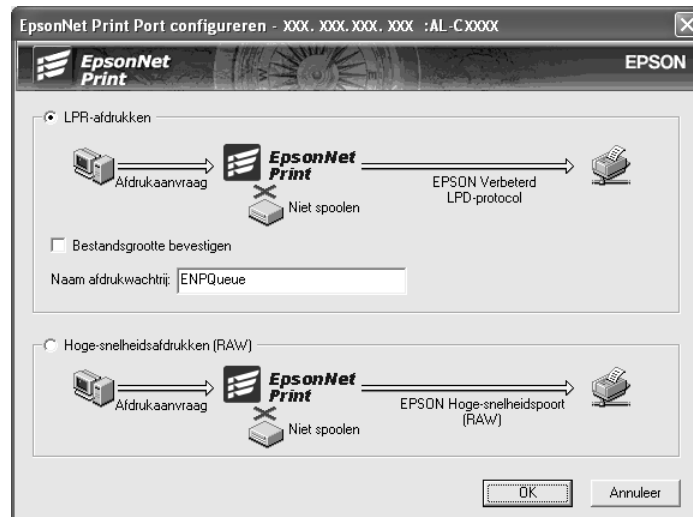 EpsonNet Print Port configureren - XXX. XXX. XXX. XXX :AL-CXXXX
EpsonNet
Print
EPSON
LPR-afdrukken
Afdrukaanvraag
EpsonNet
Print
Niet spoolen
EPSON Verbeterd
LPD-protocol
Bestandsgrootte bevestigen
Naam afdrukwachtrij: ENPQueue
Hoge-snelheidsafdrukken (RAW)
Afdrukaanvraag
EpsonNet
Print
Niet spoolen
EPSON Hoge-snelheidspoort
(RAW)
OK Annuleer